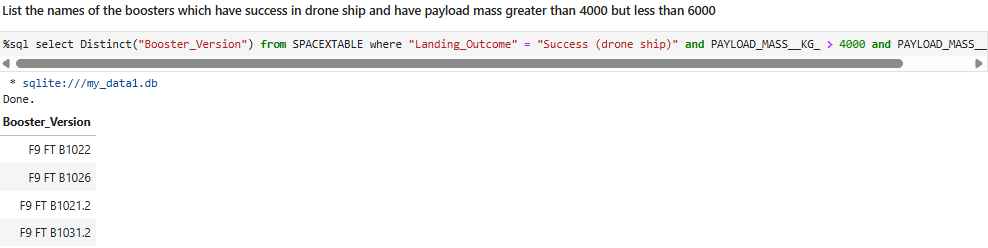 List the names of the boosters which have success in drone ship and have payload mass greater than 4000 but less than 6000
%sql select Distinct("Booster_Version") from SPACEXTABLE where "Landing_Outcome" = "Success (drone ship)" and PAYLOAD_MASS__KG_ > 4000 and PAYLOAD_MASS__
* sqlite:///my_data1.db
Done.
Booster_Version
F9 FT B1022
F9 FT B1026
F9 FT B1021.2
F9 FT B1031.2